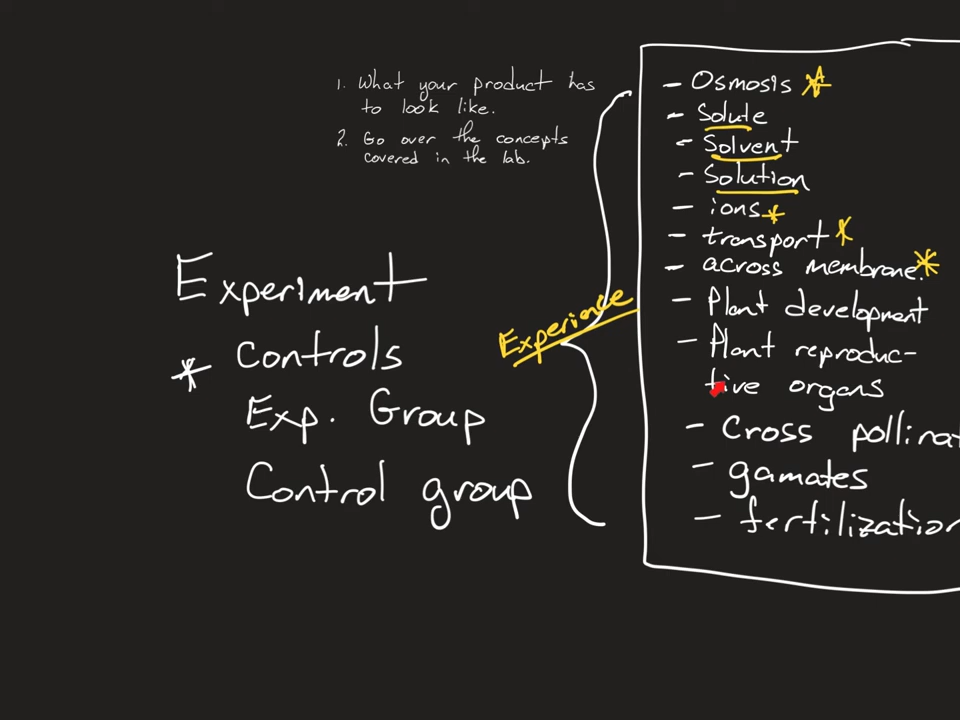 1. What your product has
to look like.
2. Go over the concepts
covered in the lab.
Experiment
* Controls
Exp. Group
Control group
Experience
- Osmosis *
- Solute
- Solvent
- Solution
- ions *
- transport *
- across membrane. *
- Plant development
- Plant reproduc-
tive organs
- Cross pollinat
- gamates
- fertilization